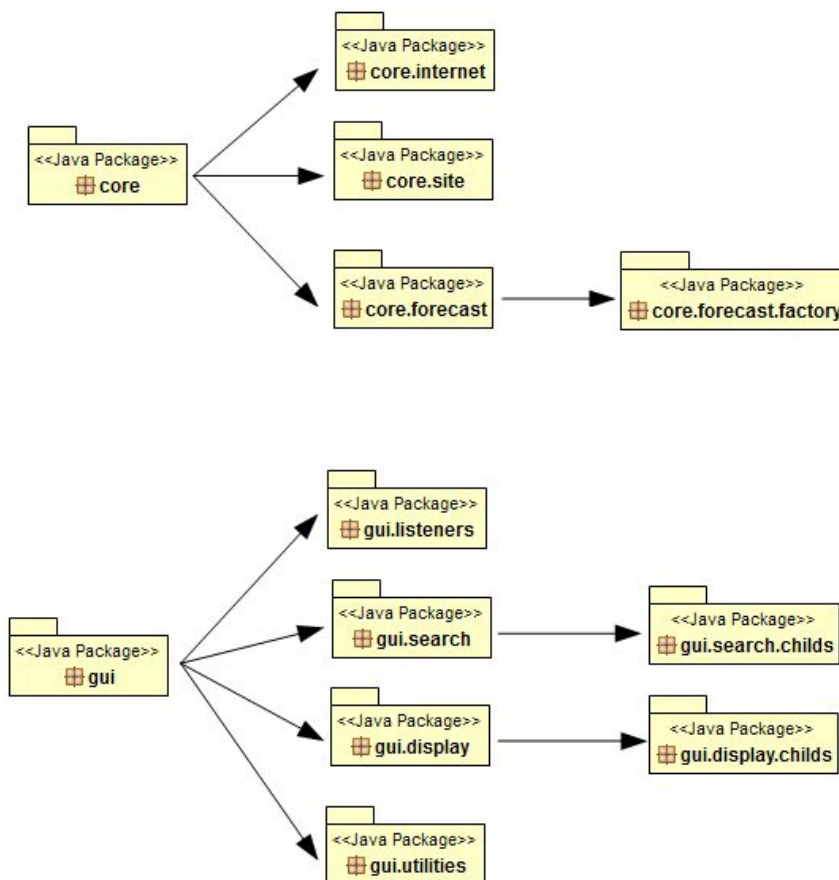 <<Java Package>>
core.internet
<<Java Package>>
core
<<Java Package>>
core.site
<<Java Package>>
core.forecast
<<Java Package>>
core.forecast.factory
<<Java Package>>
gui.listeners
<<Java Package>>
gui
<<Java Package>>
gui.search
<<Java Package>>
gui.search.childs
<<Java Package>>
gui.display
<<Java Package>>
gui.display.childs
<<Java Package>>
gui.utilities